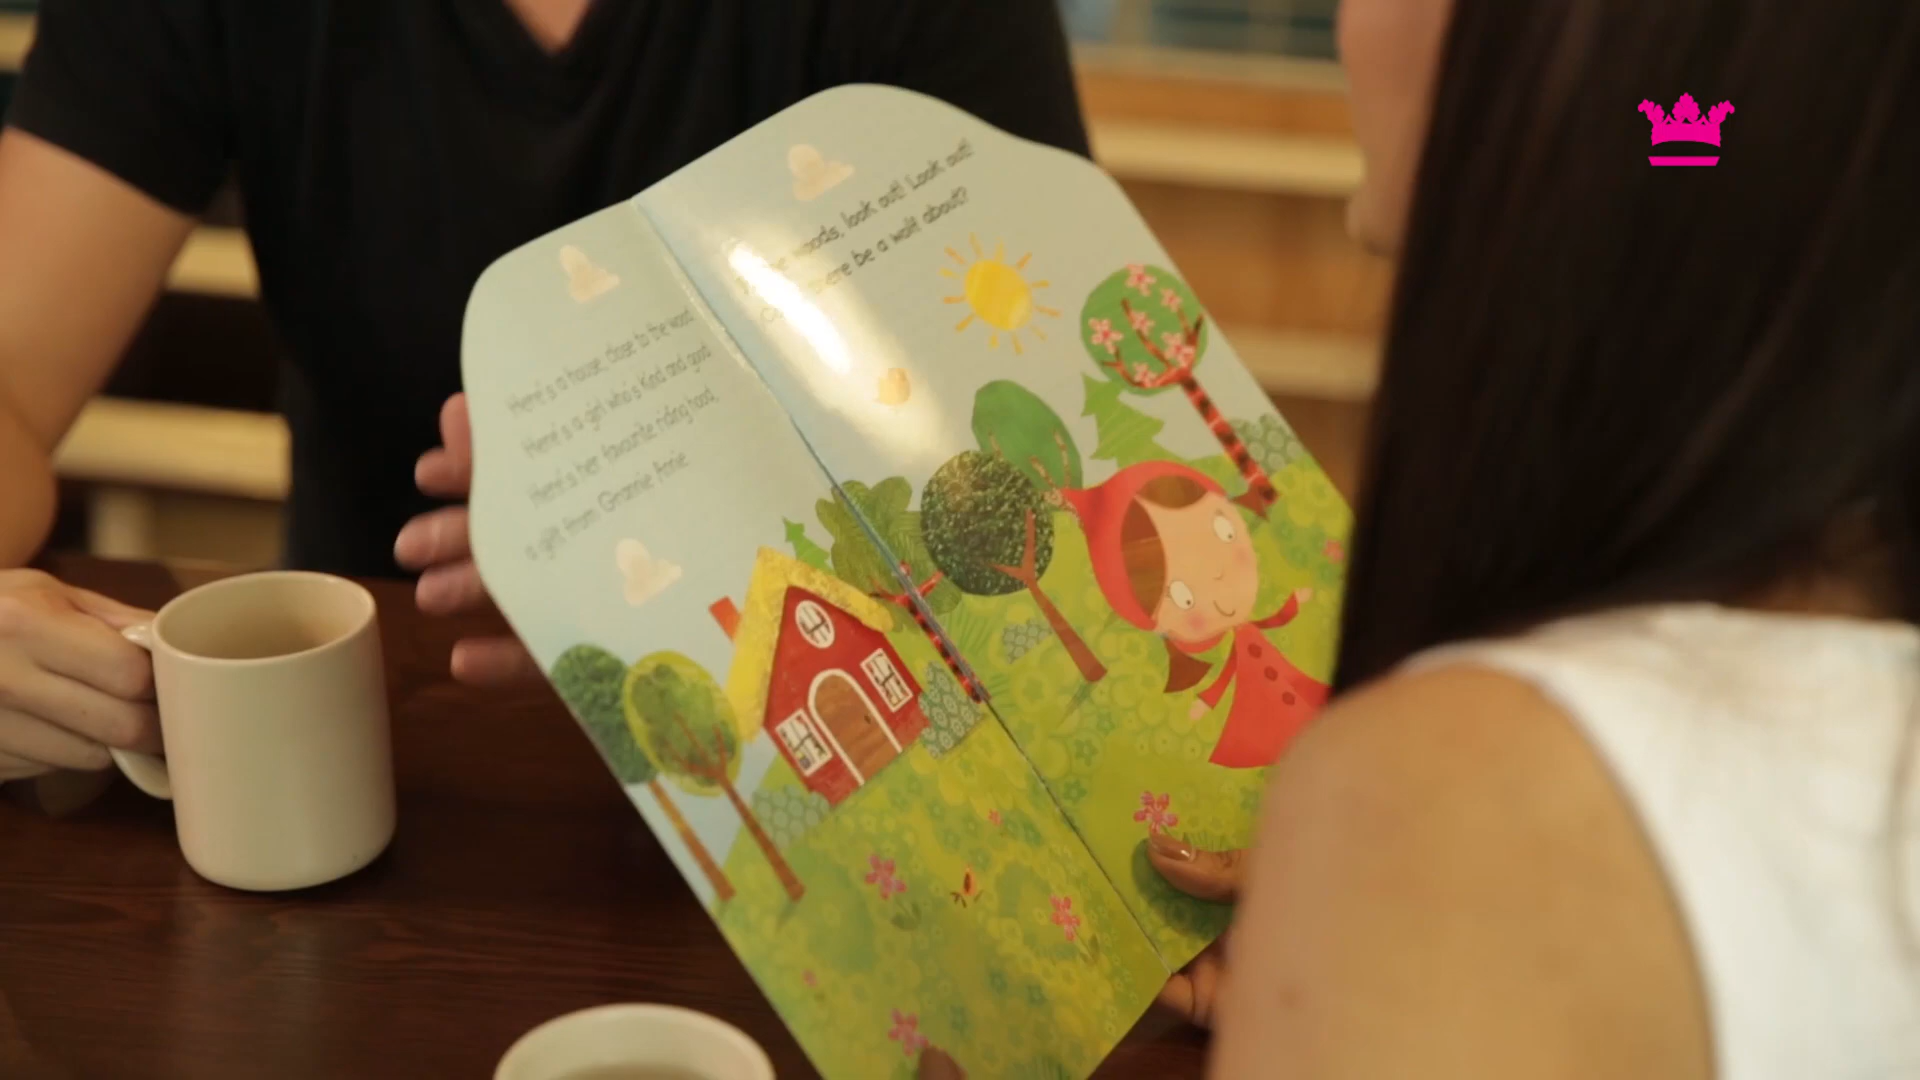 Here's a house, close to the wood.
Here's a girl who's kind and good.
Here's her favourite riding hood,
a gift from Grannie Annie.
woods, look out! Look out!
there be a wolf about?